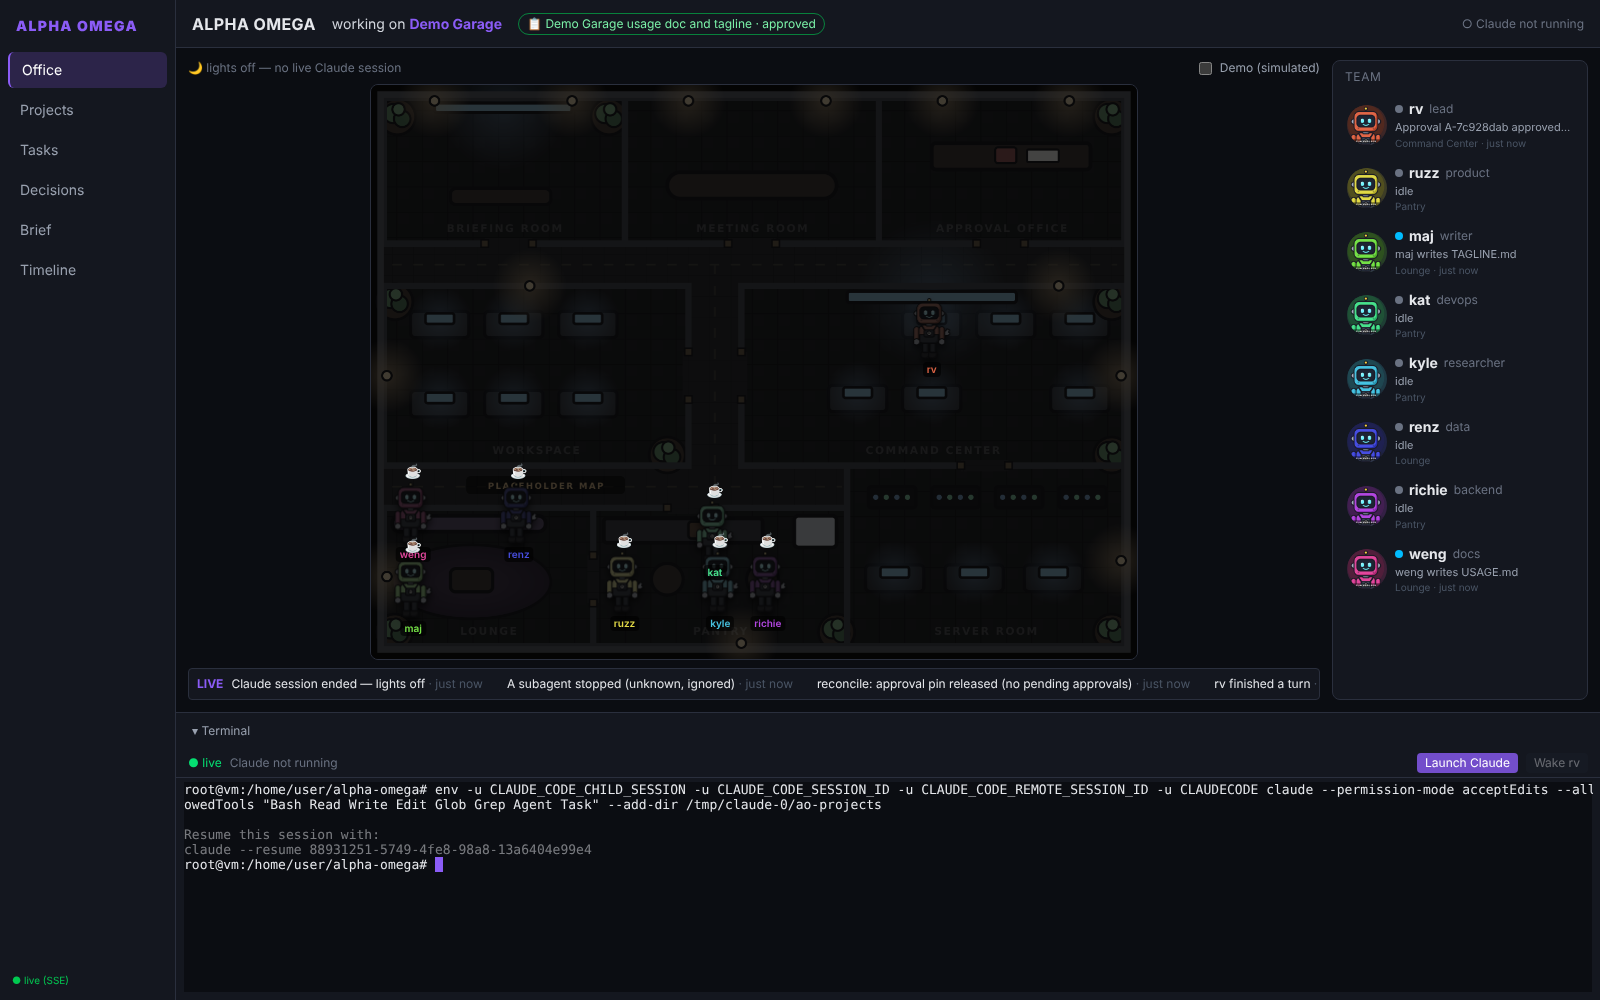 ALPHA OMEGA
Office
Projects
Tasks
Decisions
Brief
Timeline
live (SSE)
ALPHA OMEGA working on Demo Garage 📋 Demo Garage usage doc and tagline · approved
Claude not running
🌙 lights off — no live Claude session
Demo (simulated)
BRIEFING ROOM
MEETING ROOM
APPROVAL OFFICE
rv
WORKSPACE
COMMAND CENTER
PLACEHOLDER MAP
weng
renz
kat
maj
ruzz
kyle
richie
LOUNGE
PANTRY
SERVER ROOM
LIVE Claude session ended — lights off · just now A subagent stopped (unknown, ignored) · just now reconcile: approval pin released (no pending approvals) · just now rv finished a turn ·
TEAM
rv lead
Approval A-7c928dab approved...
Command Center · just now
ruzz product
idle
Pantry
maj writer
maj writes TAGLINE.md
Lounge · just now
kat devops
idle
Pantry
kyle researcher
idle
Pantry
renz data
idle
Lounge
richie backend
idle
Pantry
weng docs
weng writes USAGE.md
Lounge · just now
▾ Terminal
live Claude not running
Launch Claude
Wake rv
root@vm:/home/user/alpha-omega# env -u CLAUDE_CODE_CHILD_SESSION -u CLAUDE_CODE_SESSION_ID -u CLAUDE_CODE_REMOTE_SESSION_ID -u CLAUDECODE claude --permission-mode acceptEdits --all
owedTools "Bash Read Write Edit Glob Grep Agent Task" --add-dir /tmp/claude-0/ao-projects
Resume this session with:
claude --resume 88931251-5749-4fe8-98a8-13a6404e99e4
root@vm:/home/user/alpha-omega#